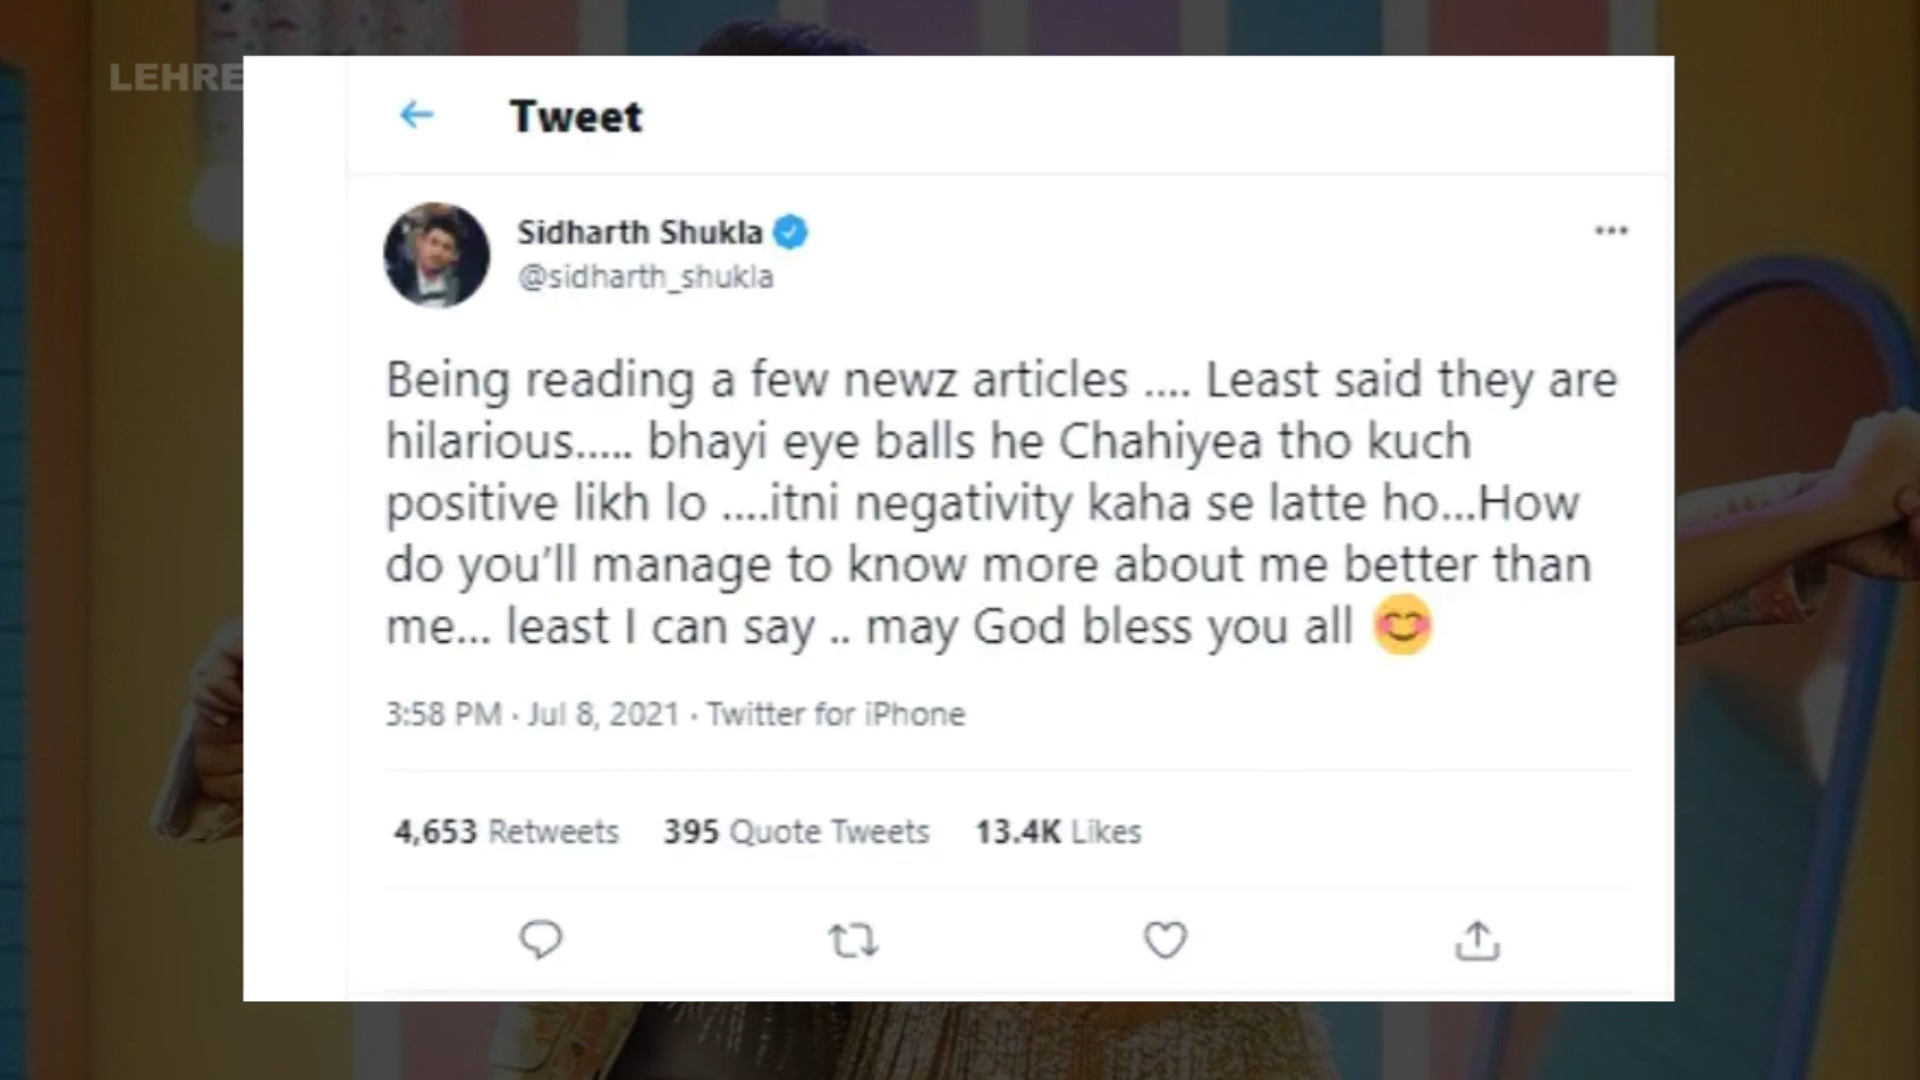 LEHRE
Tweet
Sidharth Shukla
@sidharth_shukla
Being reading a few newz articles .... Least said they are
hilarious..... bhayi eye balls he Chahiyea tho kuch
positive likh lo ....itni negativity kaha se latte ho...How
do you’ll manage to know more about me better than
me... least I can say .. may God bless you all 😊
3:58 PM · Jul 8, 2021 · Twitter for iPhone
4,653 Retweets 395 Quote Tweets 13.4K Likes